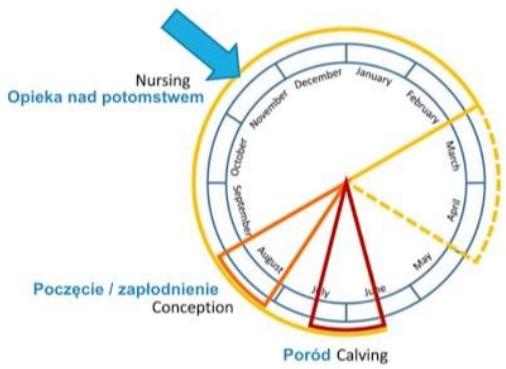 Nursing
Opieka nad potomstwem
January
February
March
April
May
June
July
August
September
October
November
December
Poczęcie / zapłodnienie
Conception
Poród Calving